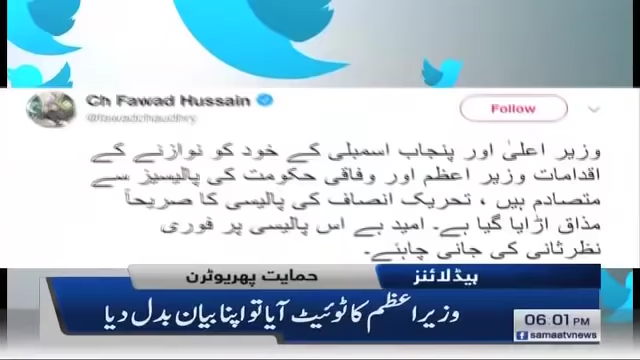 Ch Fawad Hussain
@fawadchaudhry
Follow
وزیر اعلیٰ اور پنجاب اسمبلی کے خود کو نوازنے کے
اقدامات وزیر اعظم اور وفاقی حکومت کی پالیسیز سے
متصادم ہیں ، تحریک انصاف کی پالیسی کا صریحاً
مذاق اڑایا گیا ہے۔ امید ہے اس پالیسی پر فوری
نظرثانی کی جانی چاہئے۔
ہیڈلائنز
حمایت پھریوٹرن
وزیراعظم کا ٹوئیٹ آیا تو اپنا بیان بدل دیا
06:01 PM
samaatvnews